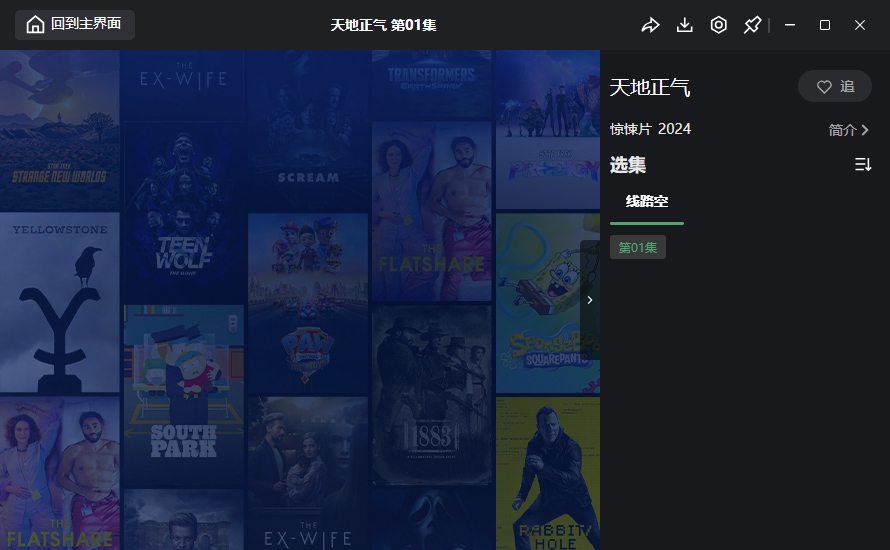 回到主界面
天地正气 第01集
天地正气
追
惊悚片 2024
简介
选集
线路空
第01集
THE
EX-WIFE
TRANSFORMERS
EARTHSPARK
STAR TREK
STRANGE NEW WORLDS
SCREAM
YELLOWSTONE
TEEN
WOLF
THE MOVIE
THE
FLATSHARE
PAW
SpongeBob
SQUAREPANTS
SOUTH
PARK
1883
THE
FLATSHARE
THE
EX-WIFE
RABBIT/
HOLE